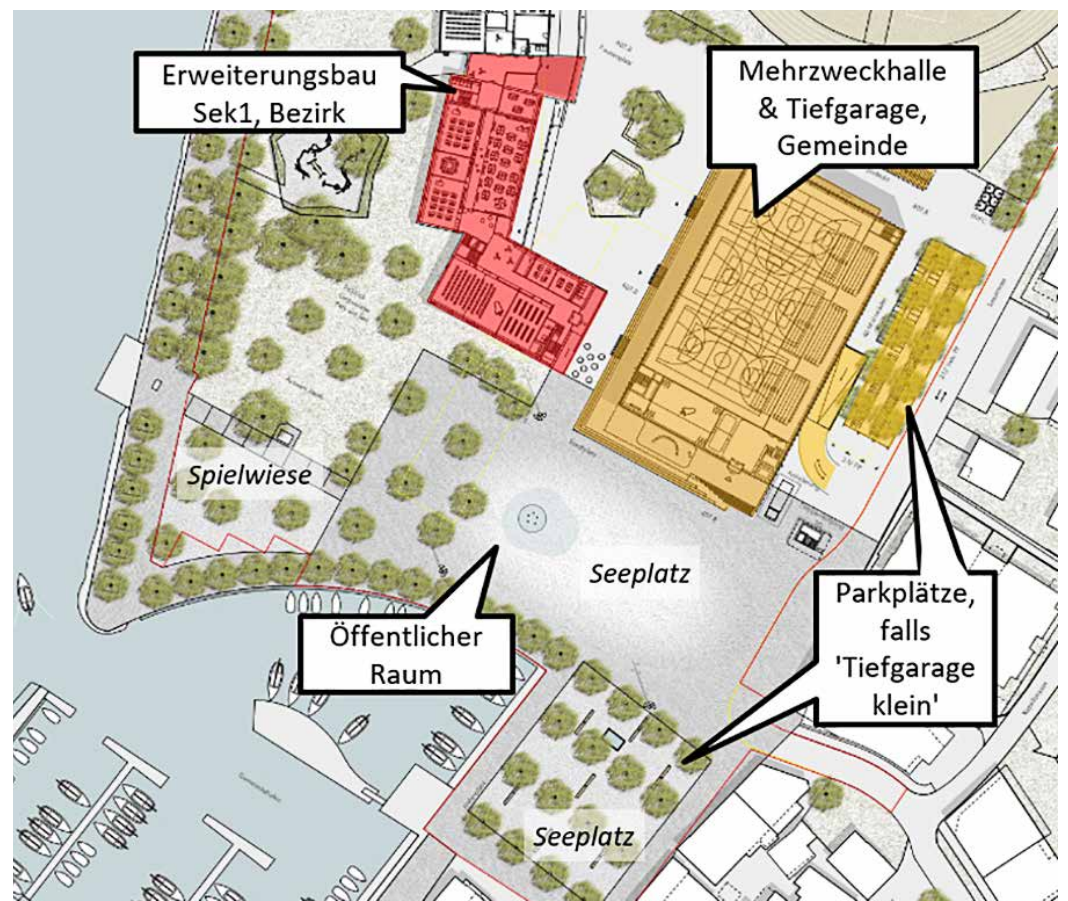 Erweiterungsbau
Sek1, Bezirk
Mehrzweckhalle
& Tiefgarage,
Gemeinde
Spielwiese
Seeplatz
Öffentlicher
Raum
Parkplätze,
falls
'Tiefgarage
klein'
Seeplatz